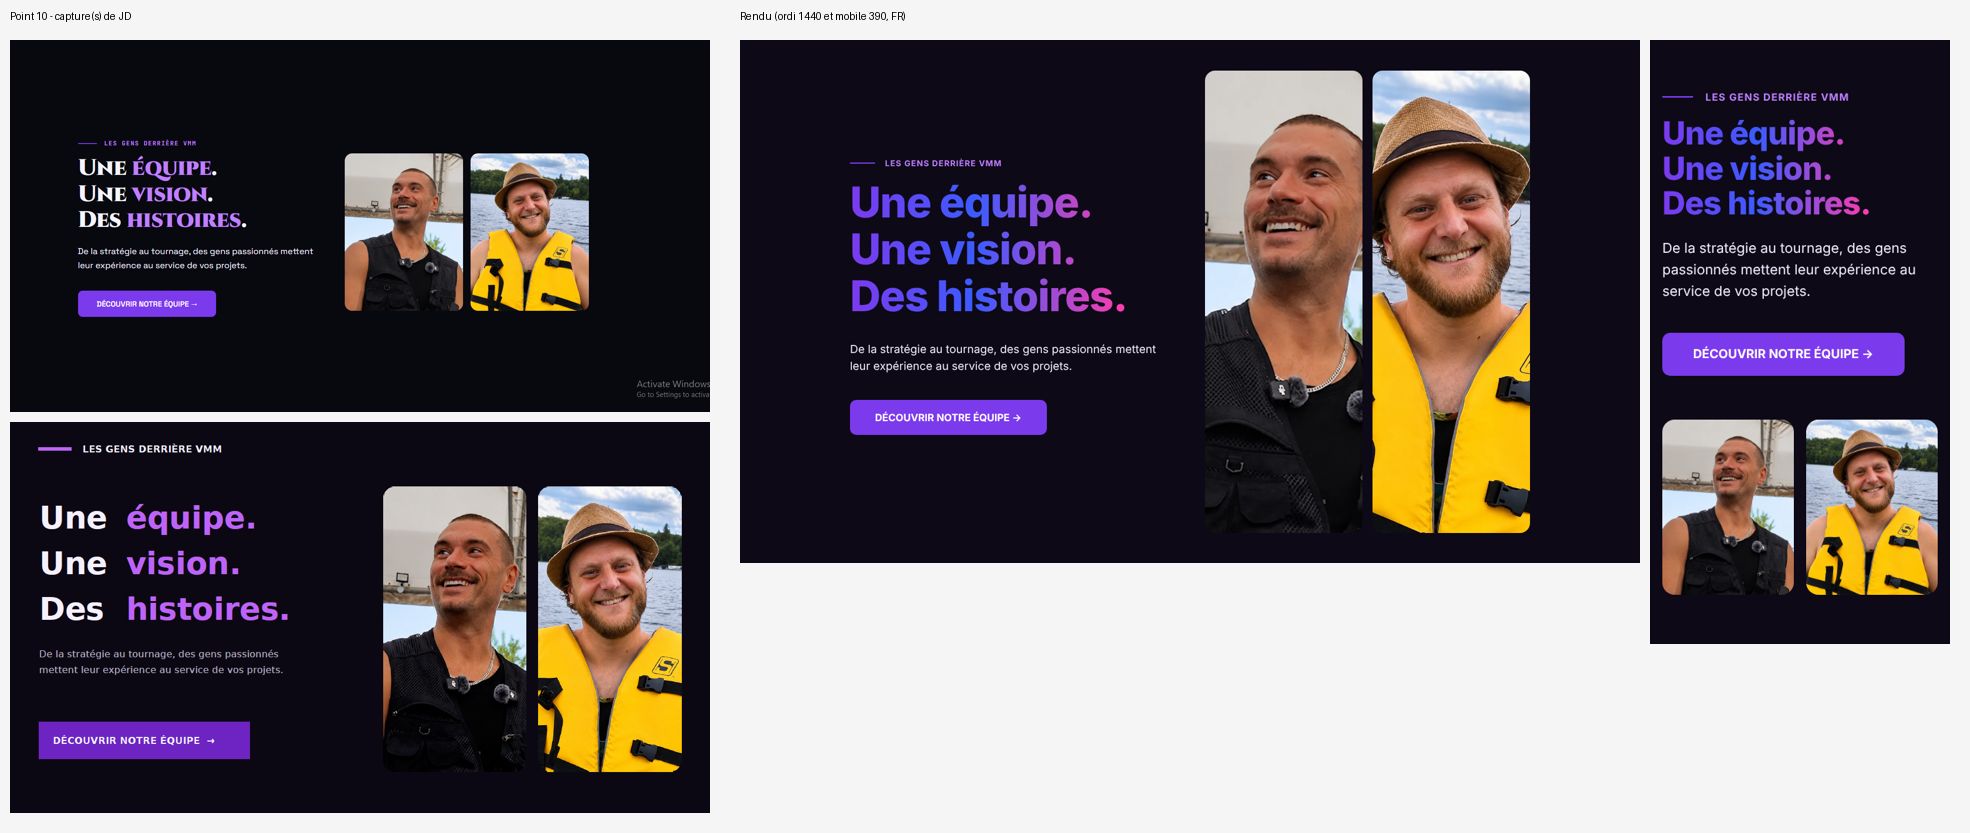 Point 10 - capture(s) de JD
LES GENS DERRIÈRE VMM
UNE ÉQUIPE.
UNE VISION.
DES HISTOIRES.
De la stratégie au tournage, des gens passionnés mettent
leur expérience au service de vos projets.
DÉCOUVRIR NOTRE ÉQUIPE →
Activate Windows
Go to Settings to activa
LES GENS DERRIÈRE VMM
Une équipe.
Une vision.
Des histoires.
De la stratégie au tournage, des gens passionnés
mettent leur expérience au service de vos projets.
DÉCOUVRIR NOTRE ÉQUIPE →
Rendu (ordi 1440 et mobile 390, FR)
LES GENS DERRIÈRE VMM
Une équipe.
Une vision.
Des histoires.
De la stratégie au tournage, des gens passionnés mettent
leur expérience au service de vos projets.
DÉCOUVRIR NOTRE ÉQUIPE →
LES GENS DERRIÈRE VMM
Une équipe.
Une vision.
Des histoires.
De la stratégie au tournage, des gens
passionnés mettent leur expérience au
service de vos projets.
DÉCOUVRIR NOTRE ÉQUIPE →